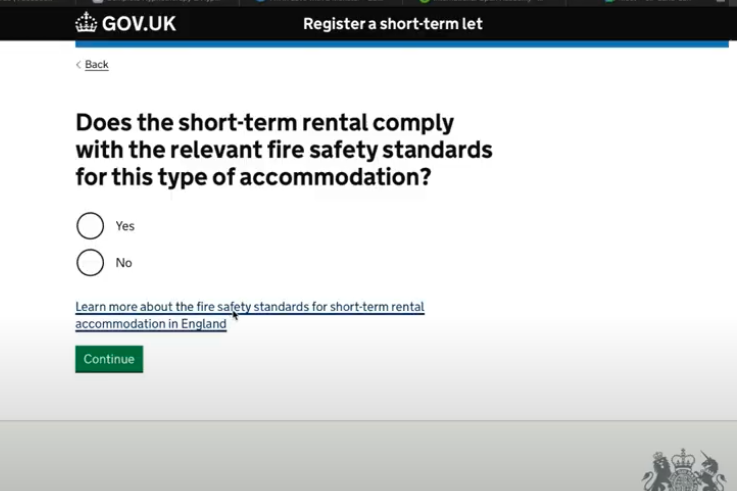 GOV.UK
Register a short-term let
Back
Does the short-term rental comply
with the relevant fire safety standards
for this type of accommodation?
Yes
No
Learn more about the fire safety standards for short-term rental
accommodation in England
Continue